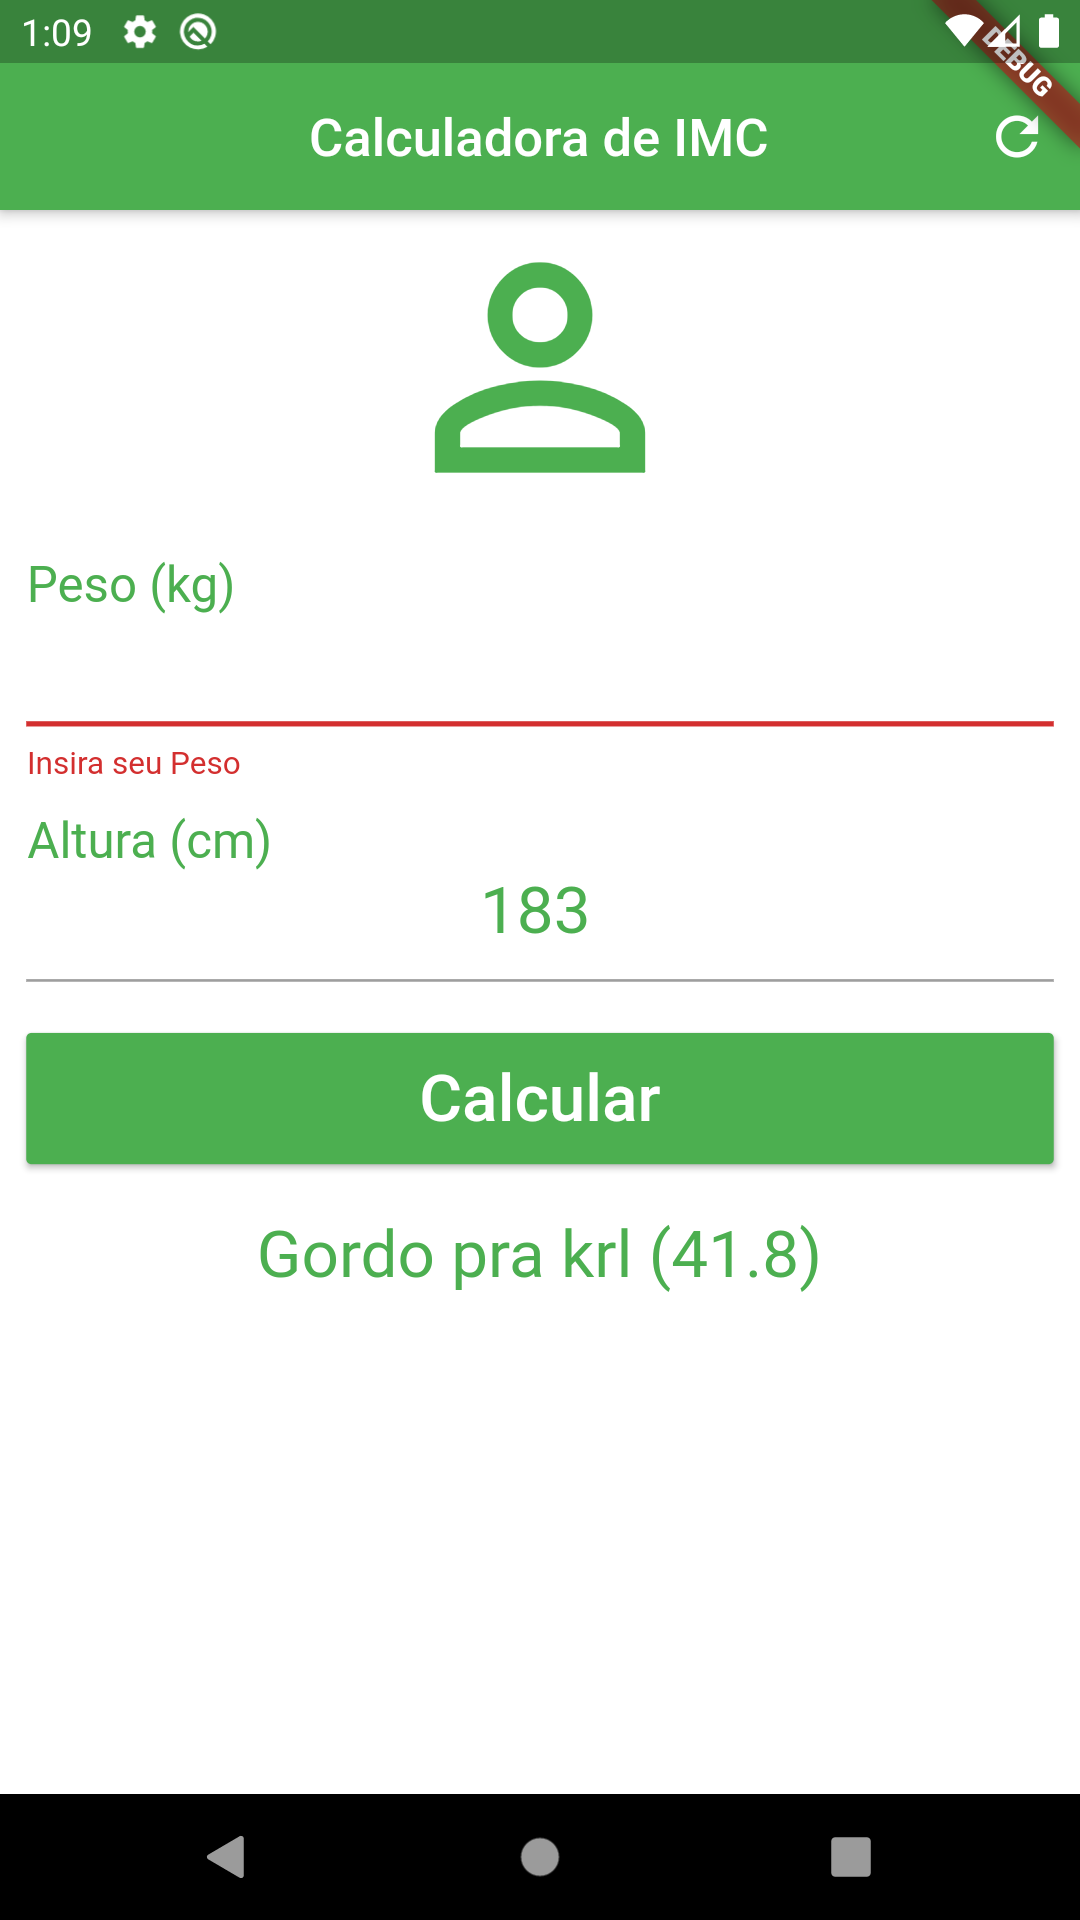 1:09
DEBUG
Calculadora de IMC
Peso (kg)
Insira seu Peso
Altura (cm)
183
Calcular
Gordo pra krl (41.8)